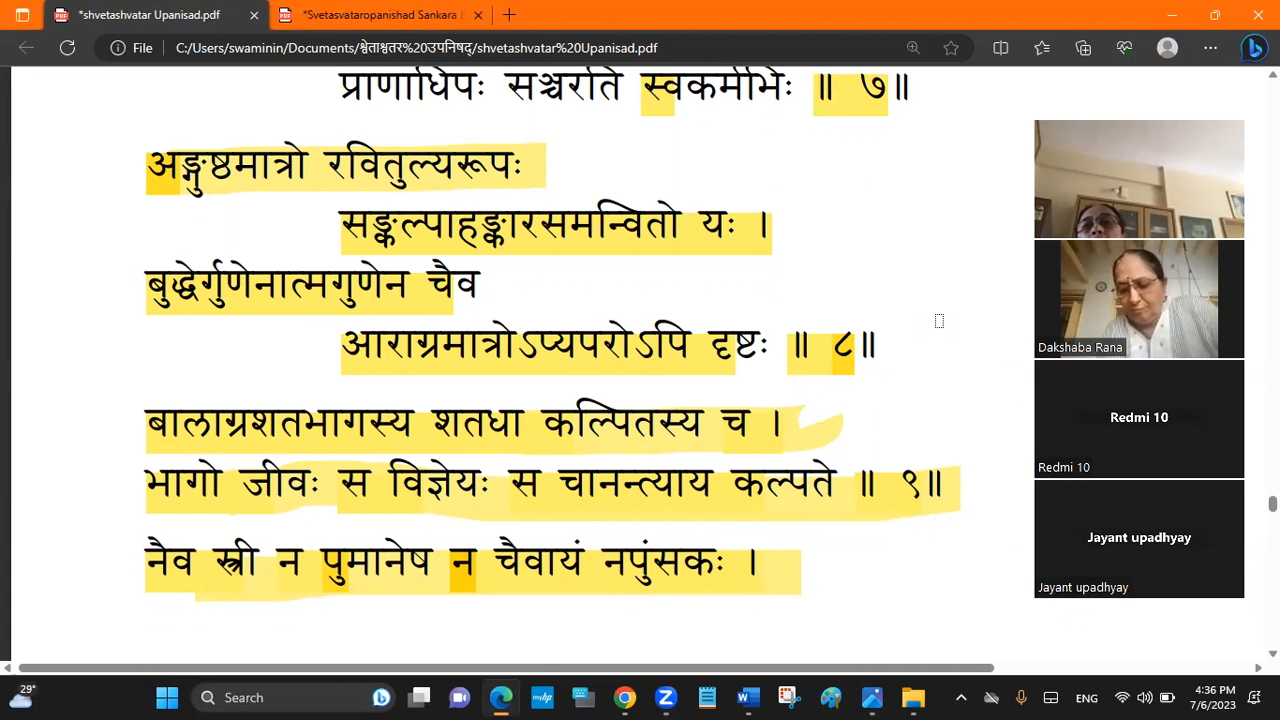 *shvetashvatar Upanisad.pdf
*Svetasvataropanishad Sankara
File C:/Users/swaminin/Documents/श्वेताश्वतर%20उपनिषद्/shvetashvatar%20Upanisad.pdf
प्राणाधिपः सञ्चरति स्वकर्मभिः ॥ ७॥
अङ्गुष्ठमात्रो रवितुल्यरूपः
सङ्कल्पाहङ्कारसमन्वितो यः ।
बुद्धेर्गुणेनात्मगुणेन चैव
आराग्रमात्रोऽप्यपरोऽपि दृष्टः ॥ ८॥
बालाग्रशतभागस्य शतधा कल्पितस्य च ।
भागो जीवः स विज्ञेयः स चानन्त्याय कल्पते ॥ ९॥
नैव स्त्री न पुमानेष न चैवायं नपुंसकः ।
Dakshaba Rana
Redmi 10
Redmi 10
Jayant upadhyay
Jayant upadhyay
29°
Search
ENG
4:36 PM
7/6/2023